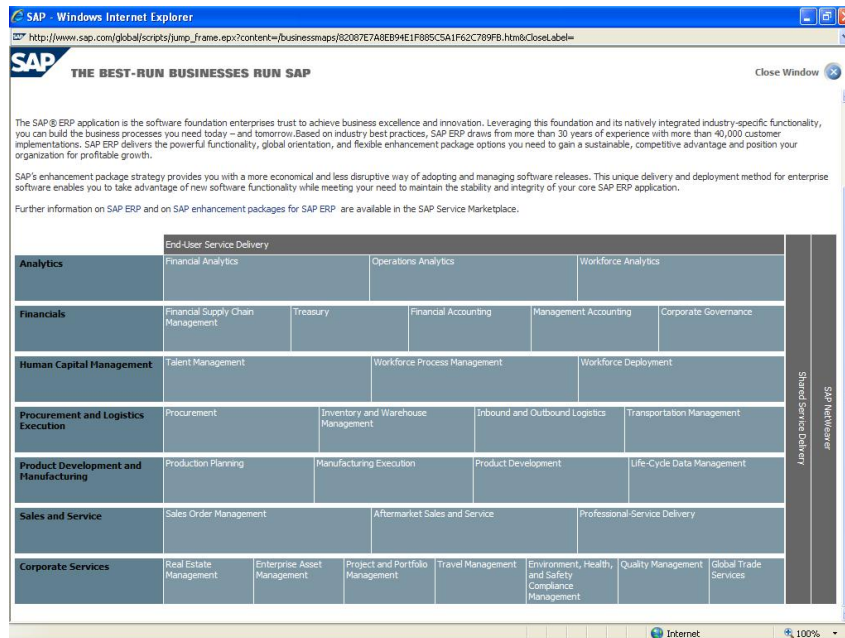 SAP - Windows Internet Explorer
http://www.sap.com/global/scripts/jump_frame.epx?content=/businessmaps/82087E7A8EB94E1F885C5A1F62C789FB.htm&CloseLabel=
SAP THE BEST-RUN BUSINESSES RUN SAP
Close Window
The SAP® ERP application is the software foundation enterprises trust to achieve business excellence and innovation. Leveraging this foundation and its natively integrated industry-specific functionality,
you can build the business processes you need today – and tomorrow.Based on industry best practices, SAP ERP draws from more than 30 years of experience with more than 40,000 customer
implementations. SAP ERP delivers the powerful functionality, global orientation, and flexible enhancement package options you need to gain a sustainable, competitive advantage and position your
organization for profitable growth.
SAP's enhancement package strategy provides you with a more economical and less disruptive way of adopting and managing software releases. This unique delivery and deployment method for enterprise
software enables you to take advantage of new software functionality while meeting your need to maintain the stability and integrity of your core SAP ERP application.
Further information on SAP ERP and on SAP enhancement packages for SAP ERP are available in the SAP Service Marketplace.
End-User Service Delivery
Analytics
Financial Analytics
Operations Analytics
Workforce Analytics
Financials
Financial Supply Chain
Management
Treasury
Financial Accounting
Management Accounting
Corporate Governance
Human Capital Management
Talent Management
Workforce Process Management
Workforce Deployment
Procurement and Logistics
Execution
Procurement
Inventory and Warehouse
Management
Inbound and Outbound Logistics
Transportation Management
Product Development and
Manufacturing
Production Planning
Manufacturing Execution
Product Development
Life-Cycle Data Management
Sales and Service
Sales Order Management
Aftermarket Sales and Service
Professional-Service Delivery
Corporate Services
Real Estate
Management
Enterprise Asset
Management
Project and Portfolio
Management
Travel Management
Environment, Health,
and Safety
Compliance
Management
Quality Management
Global Trade
Services
Shared Service Delivery
SAP NetWeaver
Internet
100%